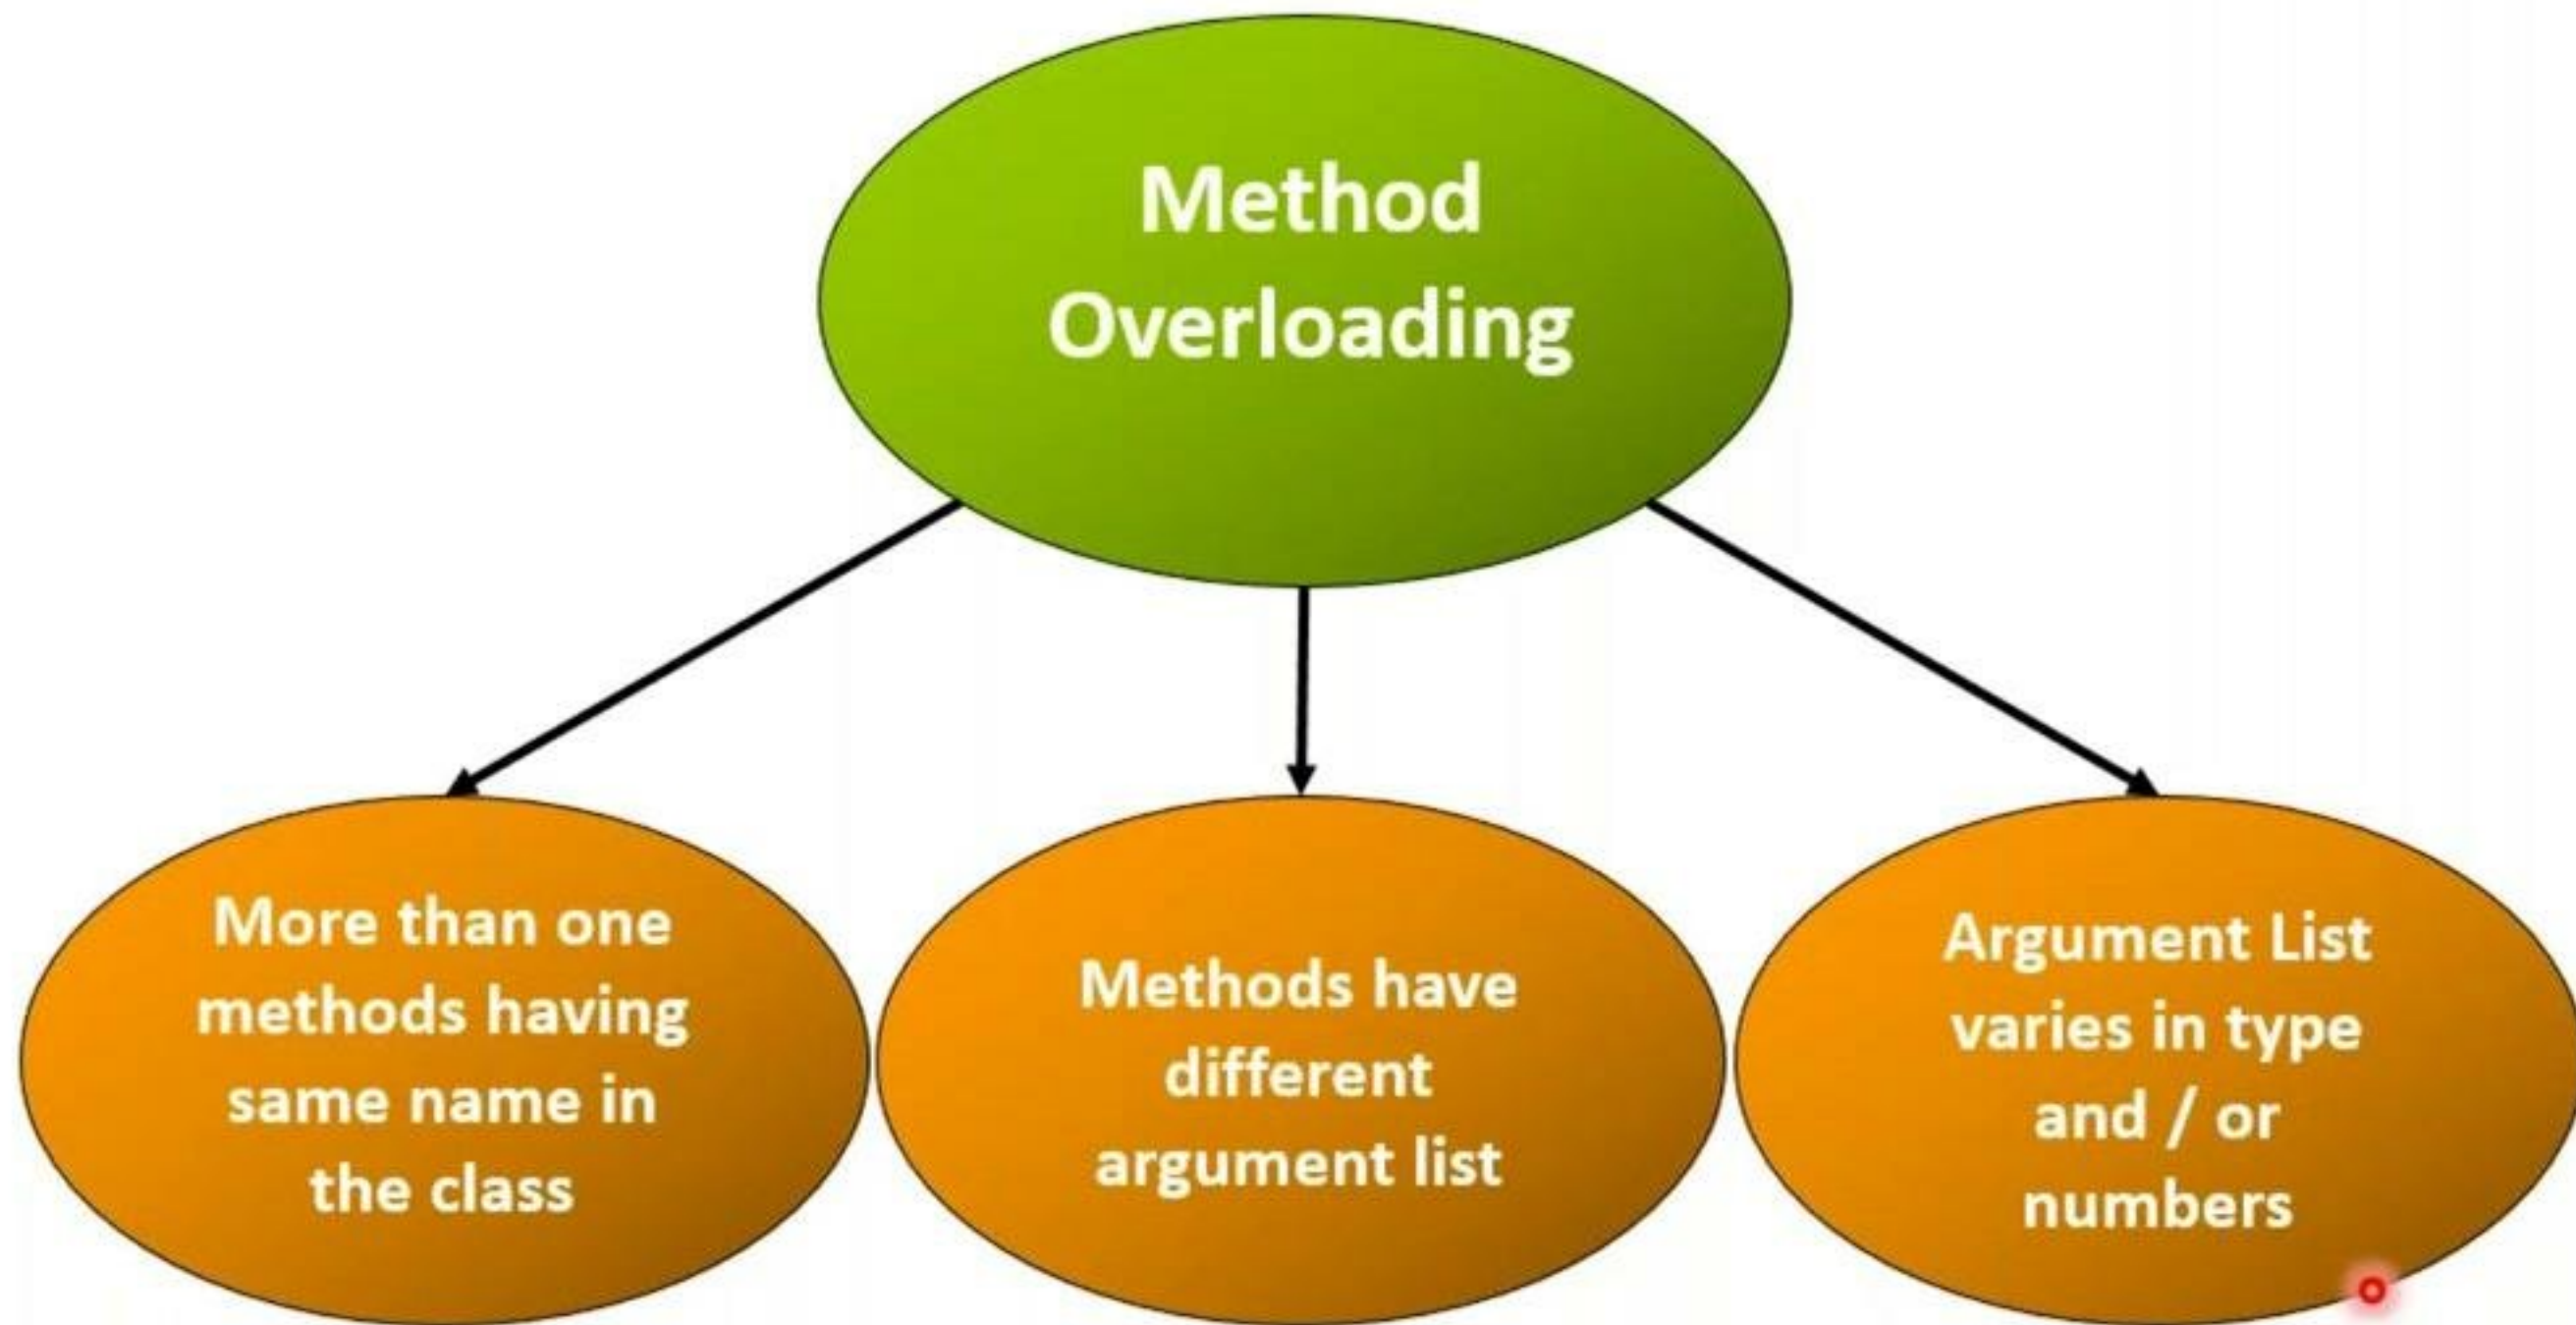 Method
Overloading
More than one
methods having
same name in
the class
Methods have
different
argument list
Argument List
varies in type
and / or
numbers